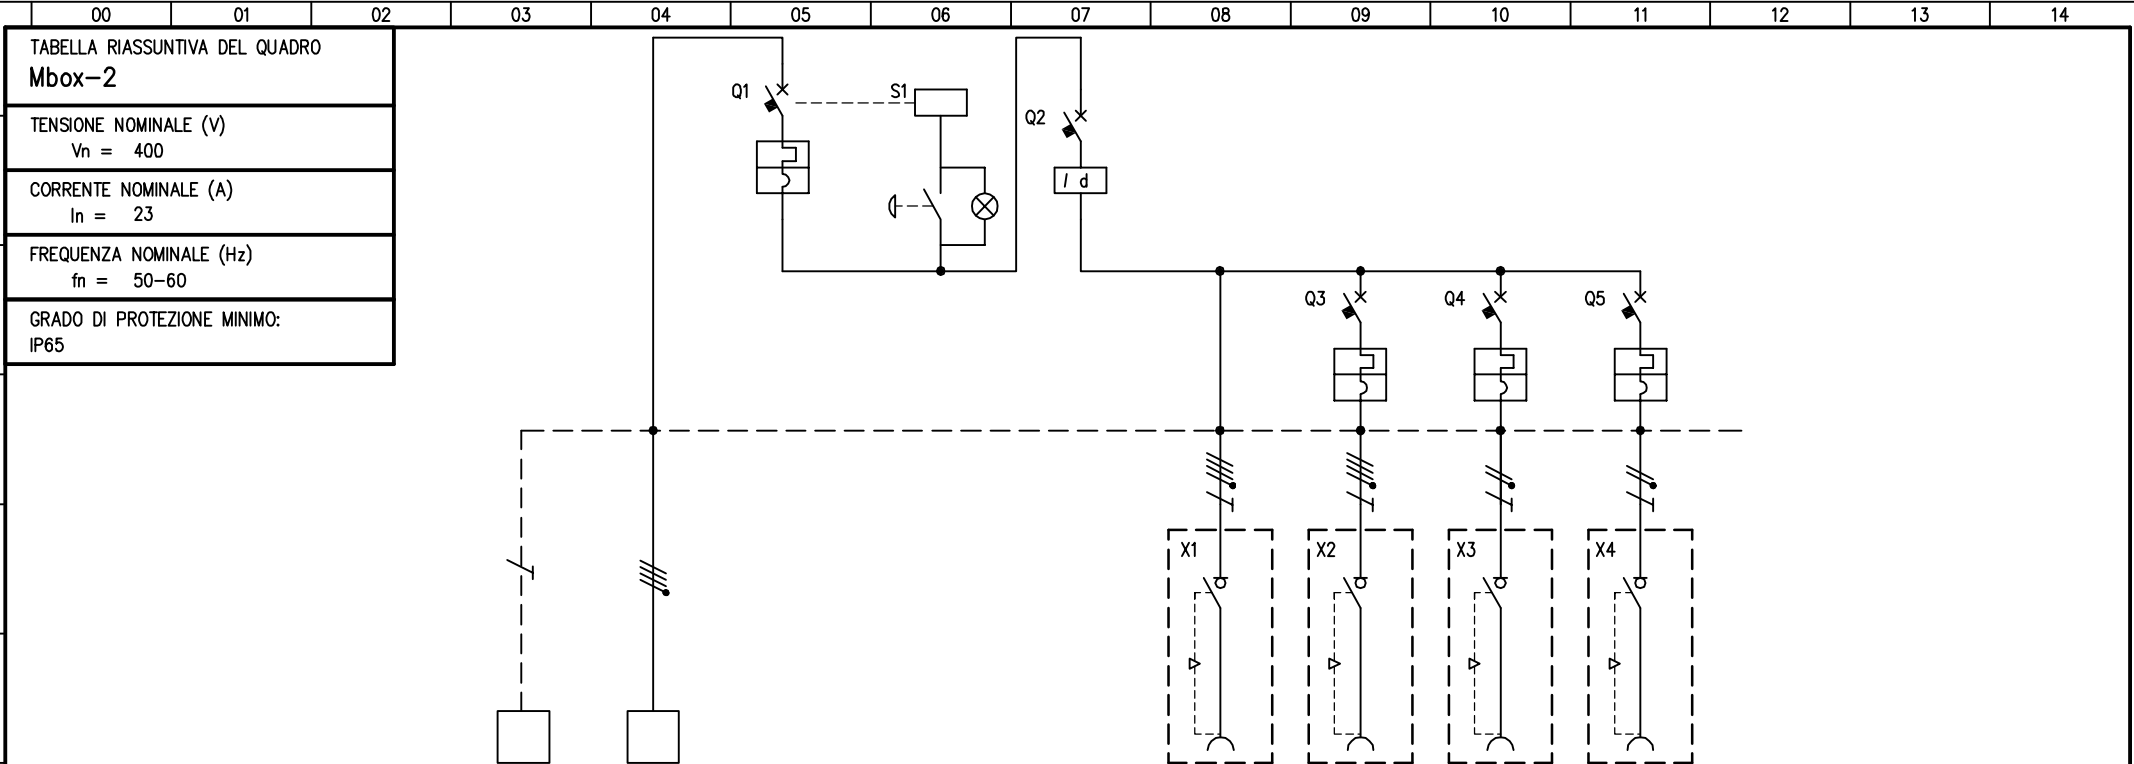 00 01 02 03 04 05 06 07 08 09 10 11 12 13 14
TABELLA RIASSUNTIVA DEL QUADRO
Mbox-2
TENSIONE NOMINALE (V)
Vn = 400
CORRENTE NOMINALE (A)
In = 23
FREQUENZA NOMINALE (Hz)
fn = 50-60
GRADO DI PROTEZIONE MINIMO:
IP65
Q1 S1
Q2
I d
Q3 Q4 Q5
X1 X2 X3 X4